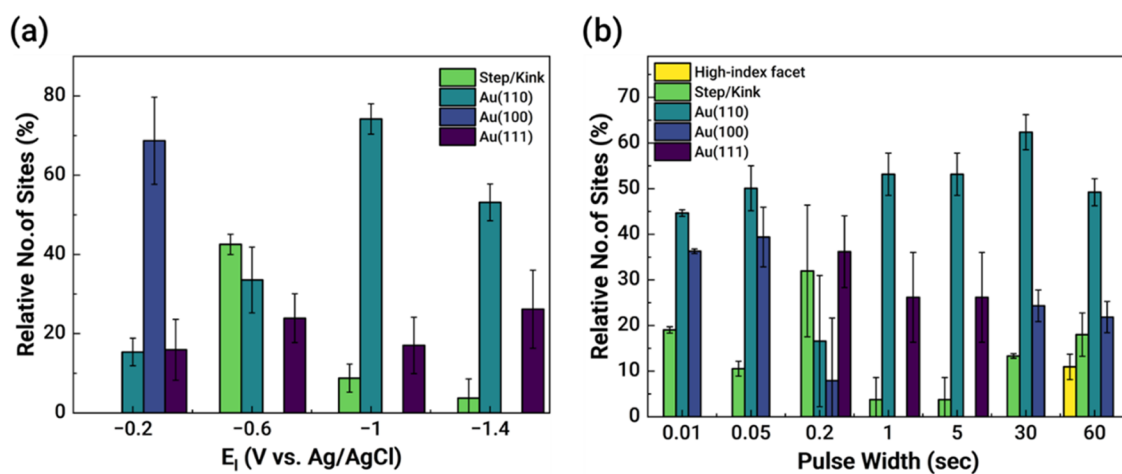 (a)
Relative No.of Sites (%)
80
60
40
20
0
Step/Kink
Au(110)
Au(100)
Au(111)
−0.2 −0.6 −1 −1.4
E_I (V vs. Ag/AgCl)
(b)
Relative No.of Sites (%)
70
60
50
40
30
20
10
0
High-index facet
Step/Kink
Au(110)
Au(100)
Au(111)
0.01 0.05 0.2 1 5 30 60
Pulse Width (sec)